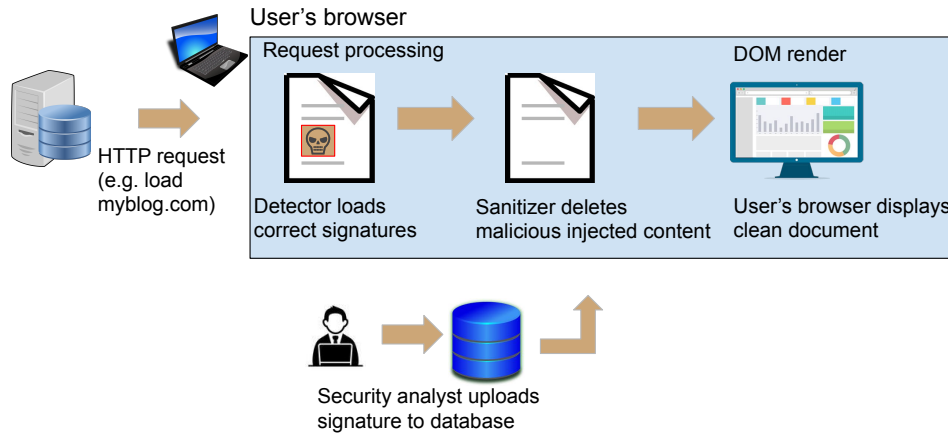 User's browser
Request processing
DOM render
HTTP request
(e.g. load
myblog.com)
Detector loads
correct signatures
Sanitizer deletes
malicious injected content
User's browser displays
clean document
Security analyst uploads
signature to database